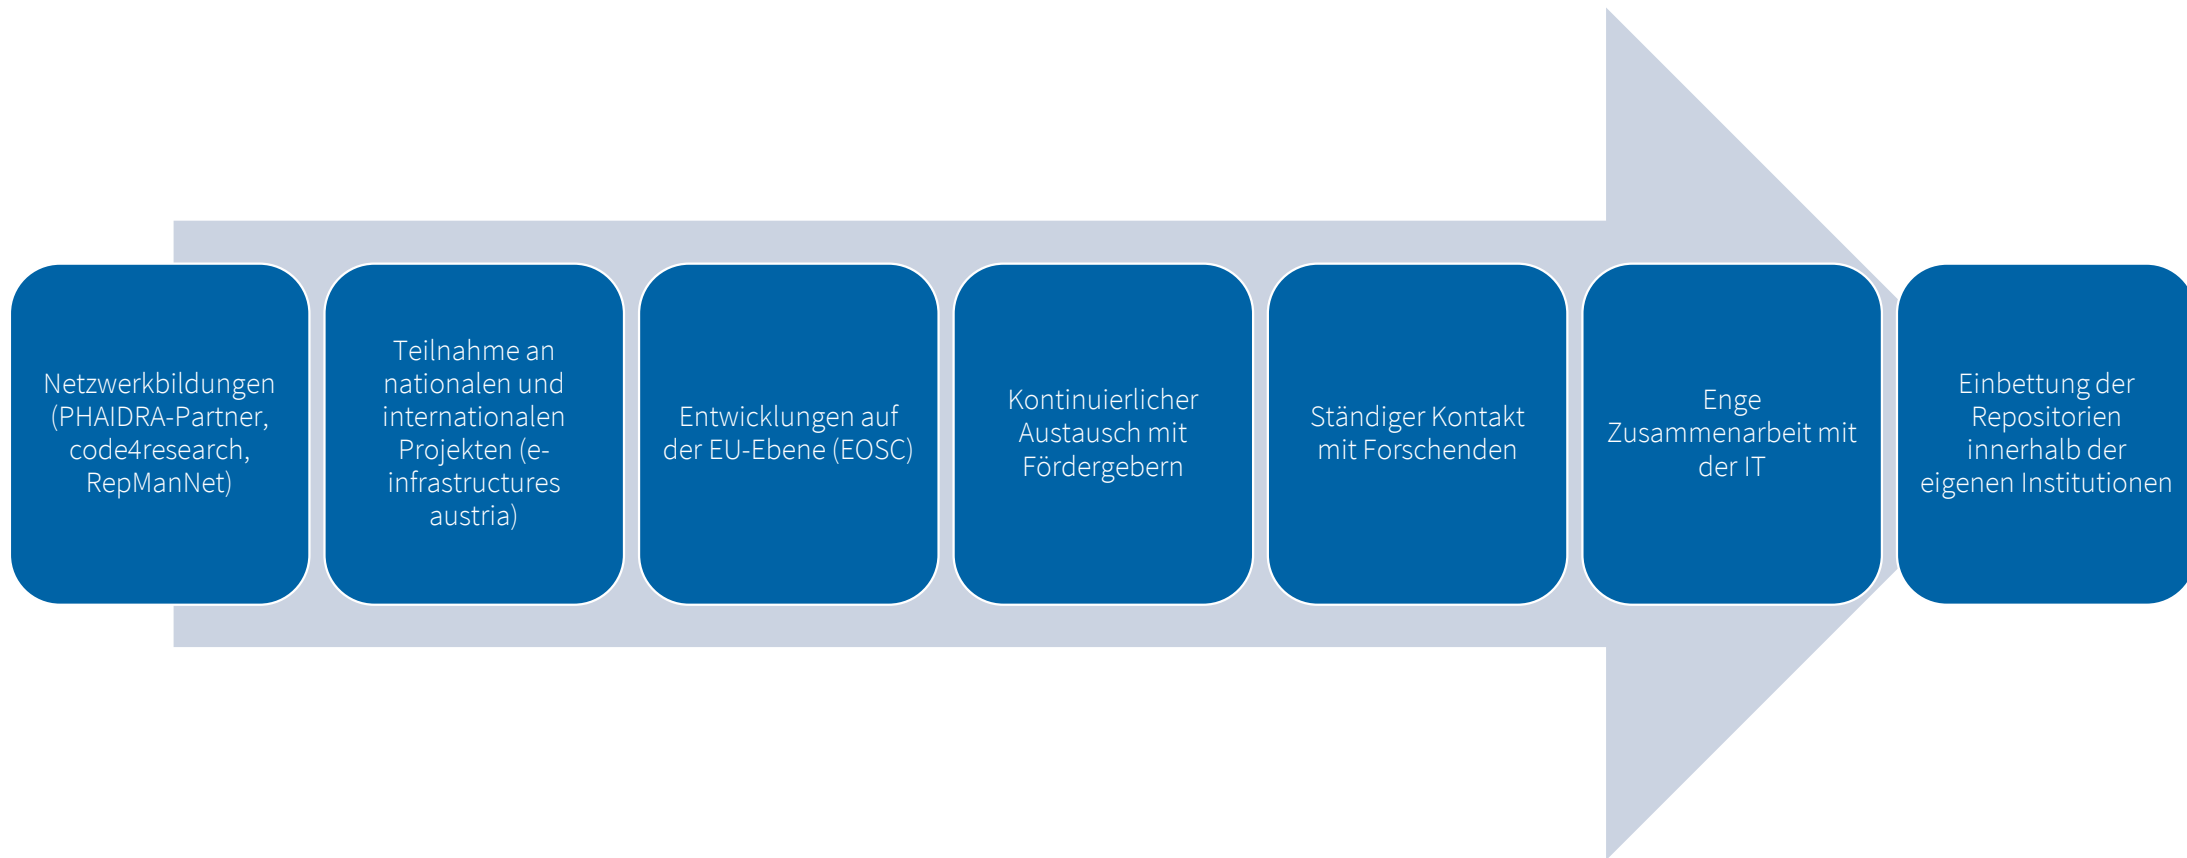 Netzwerkbildungen
(PHAIDRA-Partner,
code4research,
RepManNet)
Teilnahme an
nationalen und
internationalen
Projekten (e-
infrastructures
austria)
Entwicklungen auf
der EU-Ebene (EOSC)
Kontinuierlicher
Austausch mit
Fördergebern
Ständiger Kontakt
mit Forschenden
Enge
Zusammenarbeit mit
der IT
Einbettung der
Repositorien
innerhalb der
eigenen Institutionen